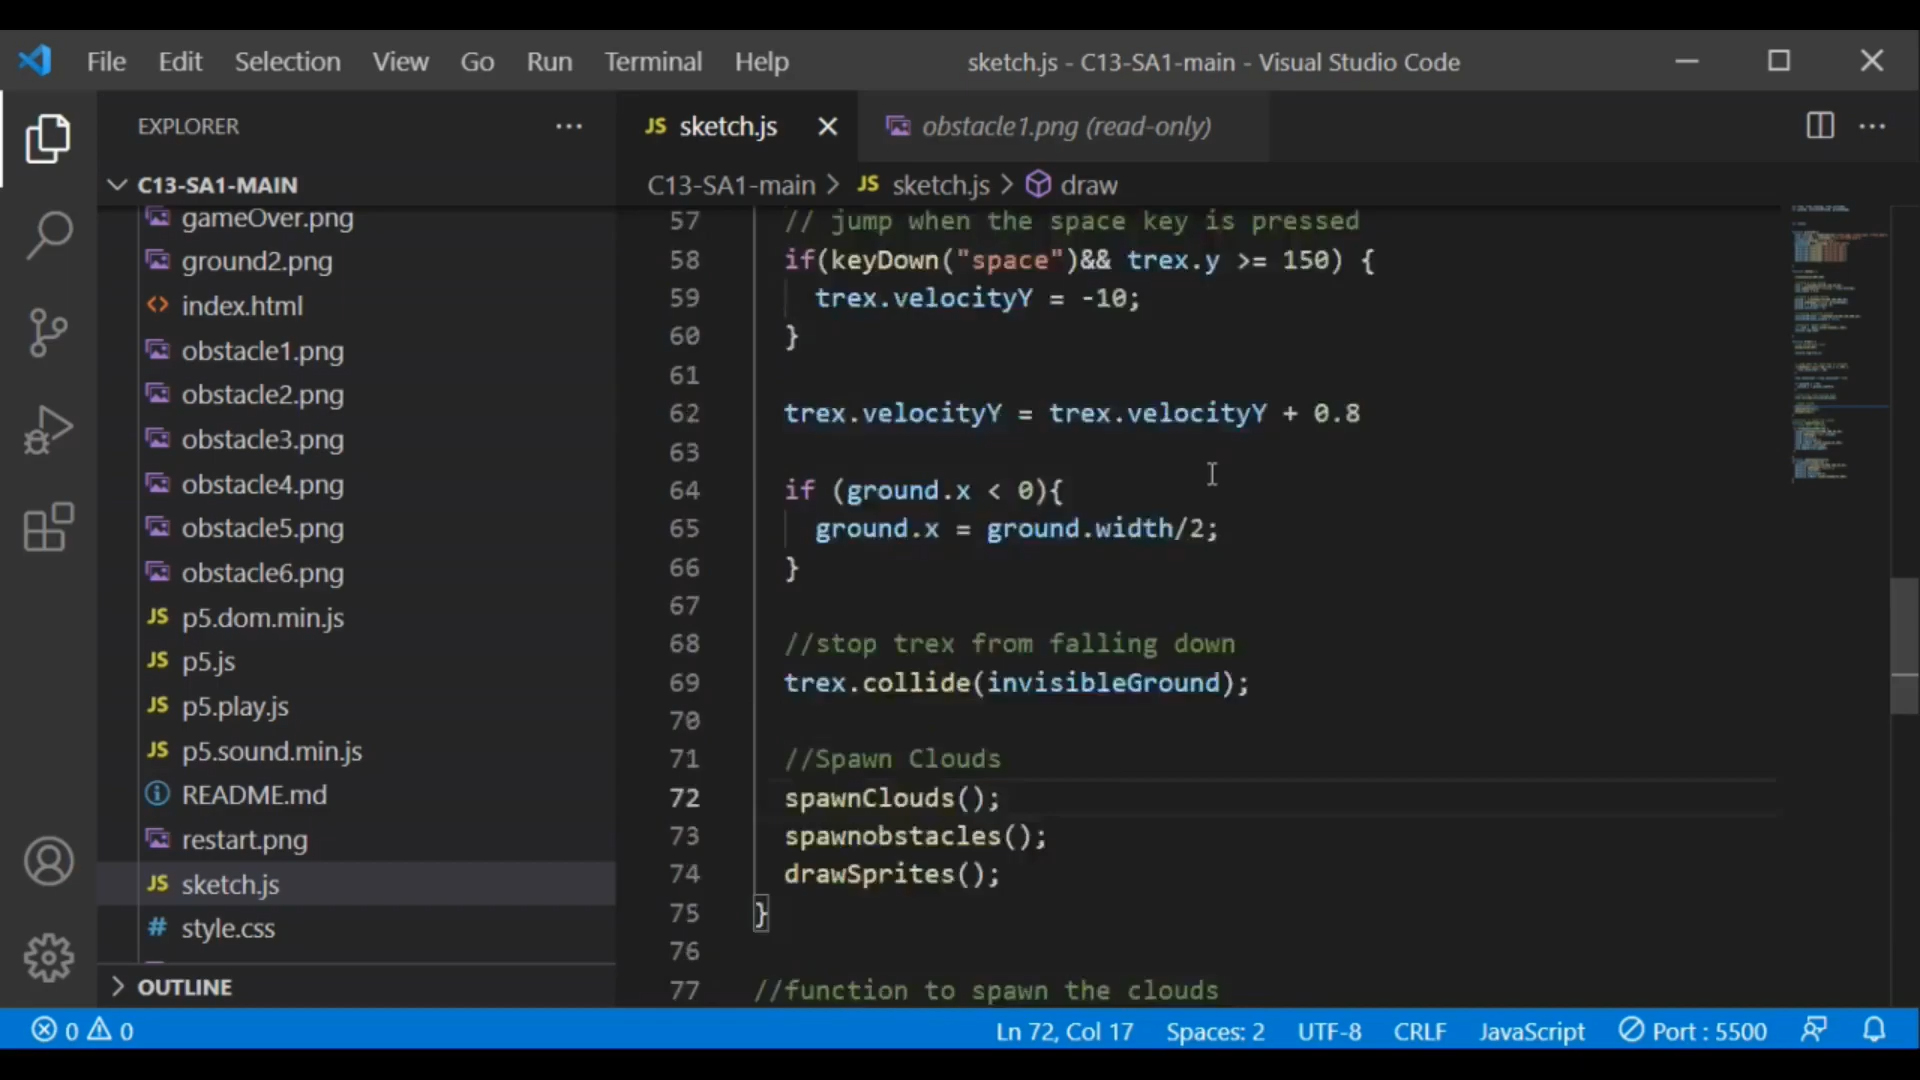 File Edit Selection View Go Run Terminal Help sketch.js - C13-SA1-main - Visual Studio Code
EXPLORER
C13-SA1-MAIN
gameOver.png
ground2.png
<> index.html
obstacle1.png
obstacle2.png
obstacle3.png
obstacle4.png
obstacle5.png
obstacle6.png
JS p5.dom.min.js
JS p5.js
JS p5.play.js
JS p5.sound.min.js
README.md
restart.png
JS sketch.js
# style.css
OUTLINE
JS sketch.js obstacle1.png (read-only)
C13-SA1-main > JS sketch.js > draw
57 // jump when the space key is pressed
58 if(keyDown("space")&& trex.y >= 150) {
59 trex.velocityY = -10;
60 }
61
62 trex.velocityY = trex.velocityY + 0.8
63
64 if (ground.x < 0){
65 ground.x = ground.width/2;
66 }
67
68 //stop trex from falling down
69 trex.collide(invisibleGround);
70
71 //Spawn Clouds
72 spawnClouds();
73 spawnobstacles();
74 drawSprites();
75 }
76
77 //function to spawn the clouds
0 0 Ln 72, Col 17 Spaces: 2 UTF-8 CRLF JavaScript Port : 5500